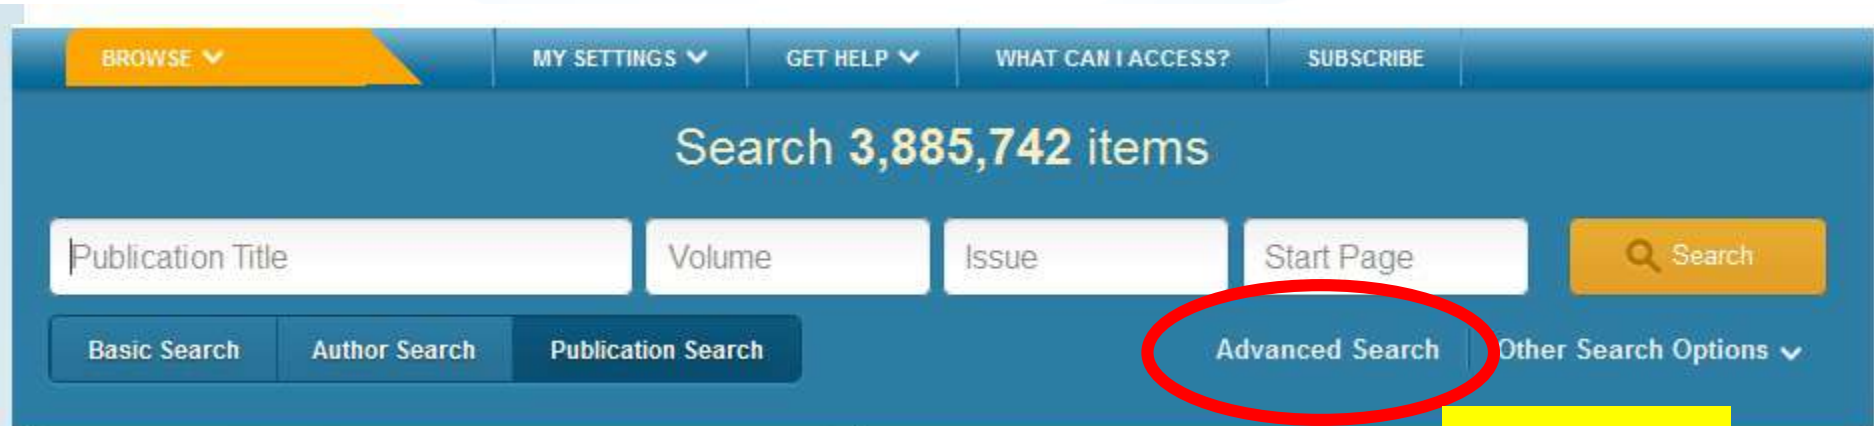 BROWSE MY SETTINGS GET HELP WHAT CAN I ACCESS? SUBSCRIBE
Search 3,885,742 items
Publication Title Volume Issue Start Page Search
Basic Search Author Search Publication Search Advanced Search Other Search Options